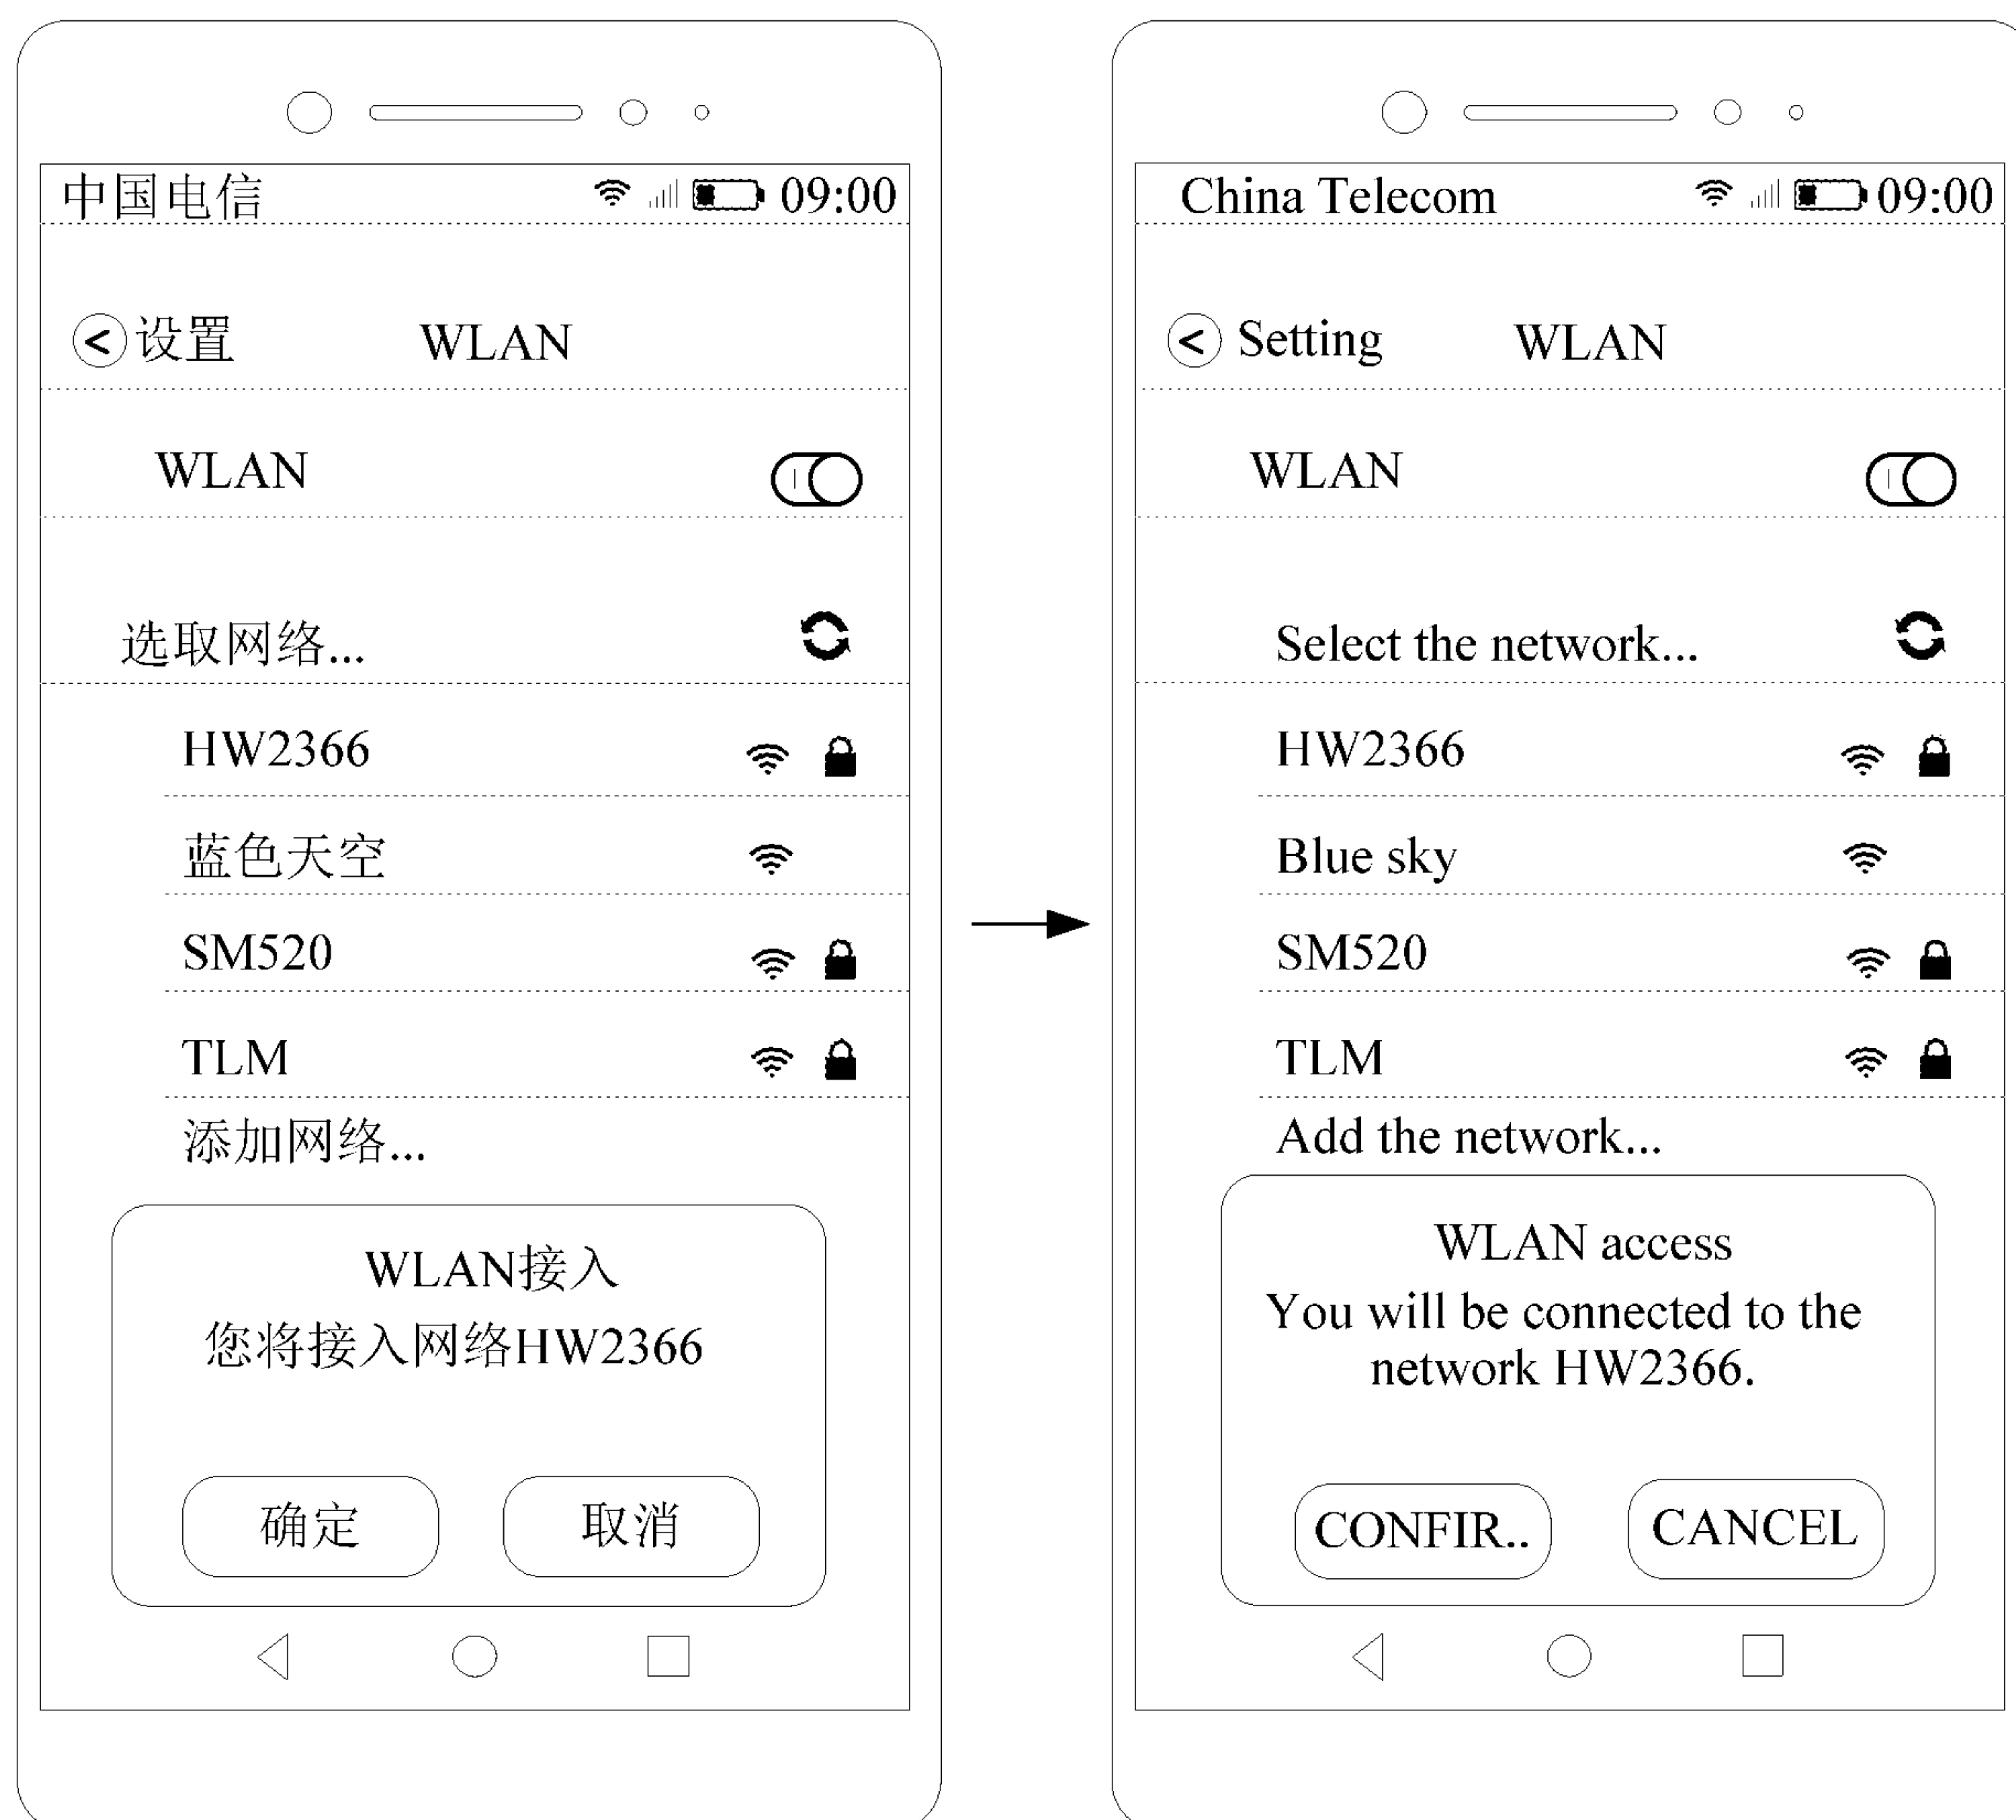 中国电信 09:00
< 设置 WLAN
WLAN
选取网络...
HW2366
蓝色天空
SM520
TLM
添加网络...
WLAN接入
您将接入网络HW2366
确定 取消
China Telecom 09:00
< Setting WLAN
WLAN
Select the network...
HW2366
Blue sky
SM520
TLM
Add the network...
WLAN access
You will be connected to the
network HW2366.
CONFIR.. CANCEL